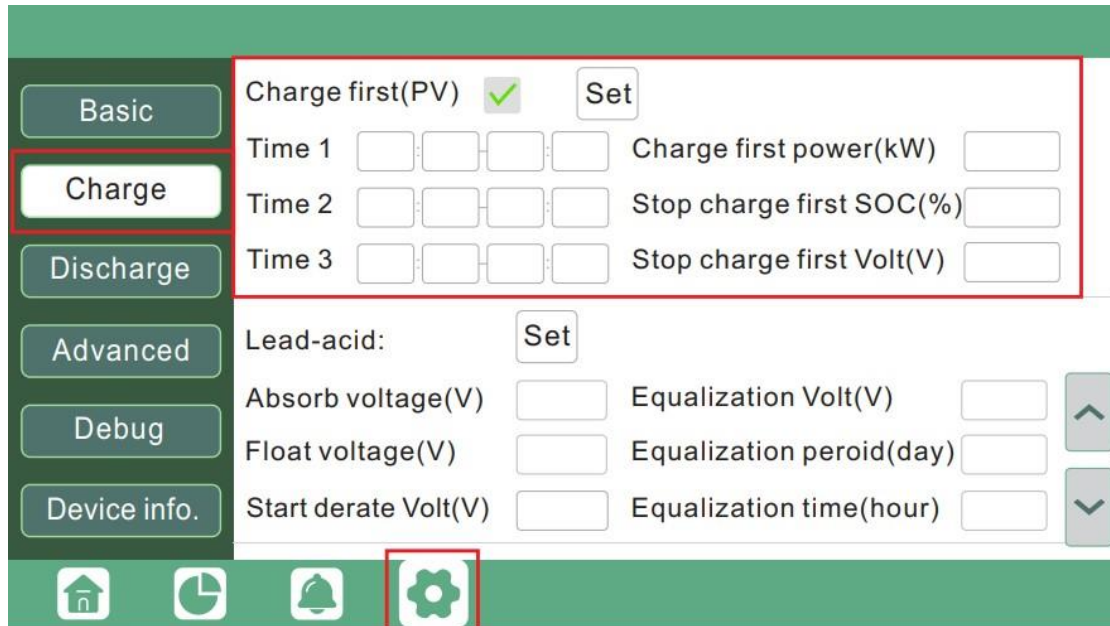 Basic
Charge
Discharge
Advanced
Debug
Device info.
Charge first(PV) Set
Time 1 : - : Charge first power(kW)
Time 2 : - : Stop charge first SOC(%)
Time 3 : - : Stop charge first Volt(V)
Lead-acid: Set
Absorb voltage(V) Equalization Volt(V)
Float voltage(V) Equalization peroid(day)
Start derate Volt(V) Equalization time(hour)